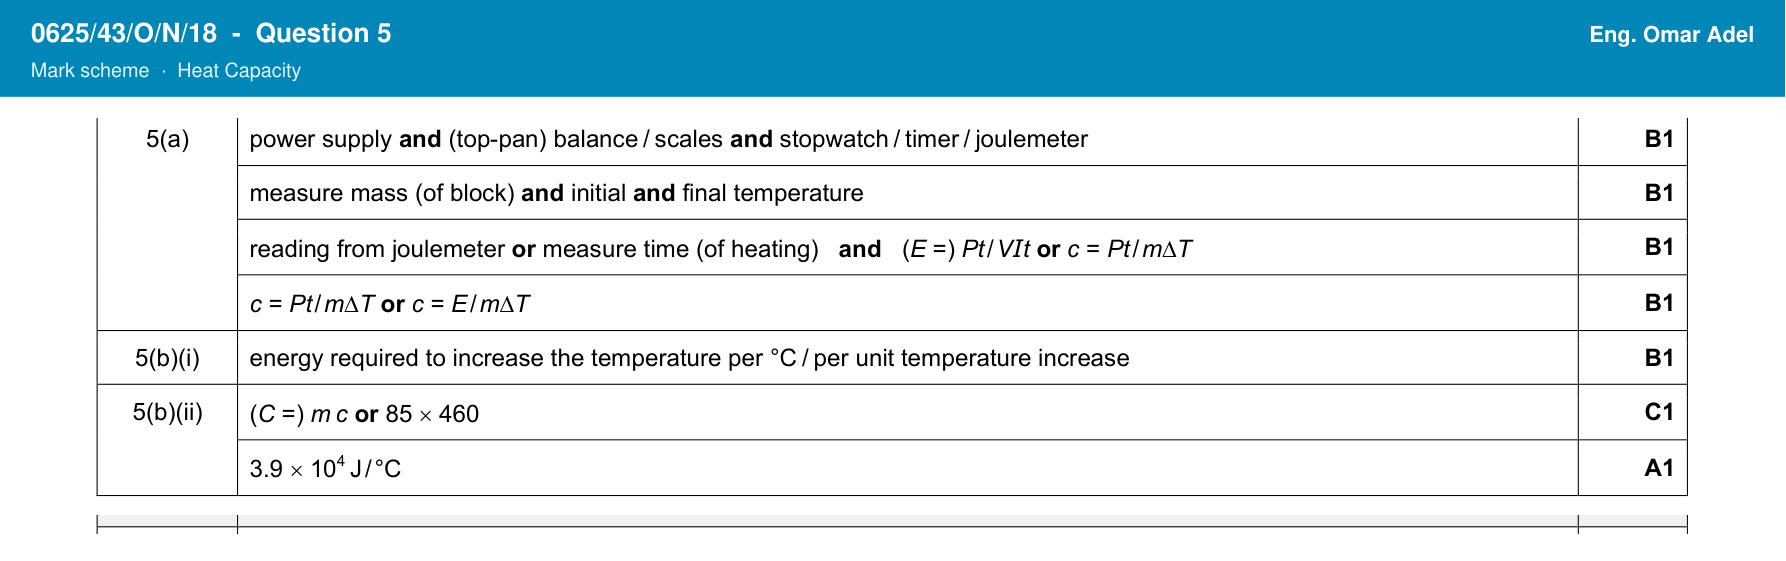 0625/43/O/N/18 - Question 5
Eng. Omar Adel
Mark scheme · Heat Capacity
5(a) power supply and (top-pan) balance / scales and stopwatch / timer / joulemeter B1
measure mass (of block) and initial and final temperature B1
reading from joulemeter or measure time (of heating) and (E =) Pt / VIt or c = Pt / m∆T B1
c = Pt / m∆T or c = E / m∆T B1
5(b)(i) energy required to increase the temperature per °C / per unit temperature increase B1
5(b)(ii) (C =) m c or 85 × 460 C1
3.9 × 10⁴ J / °C A1